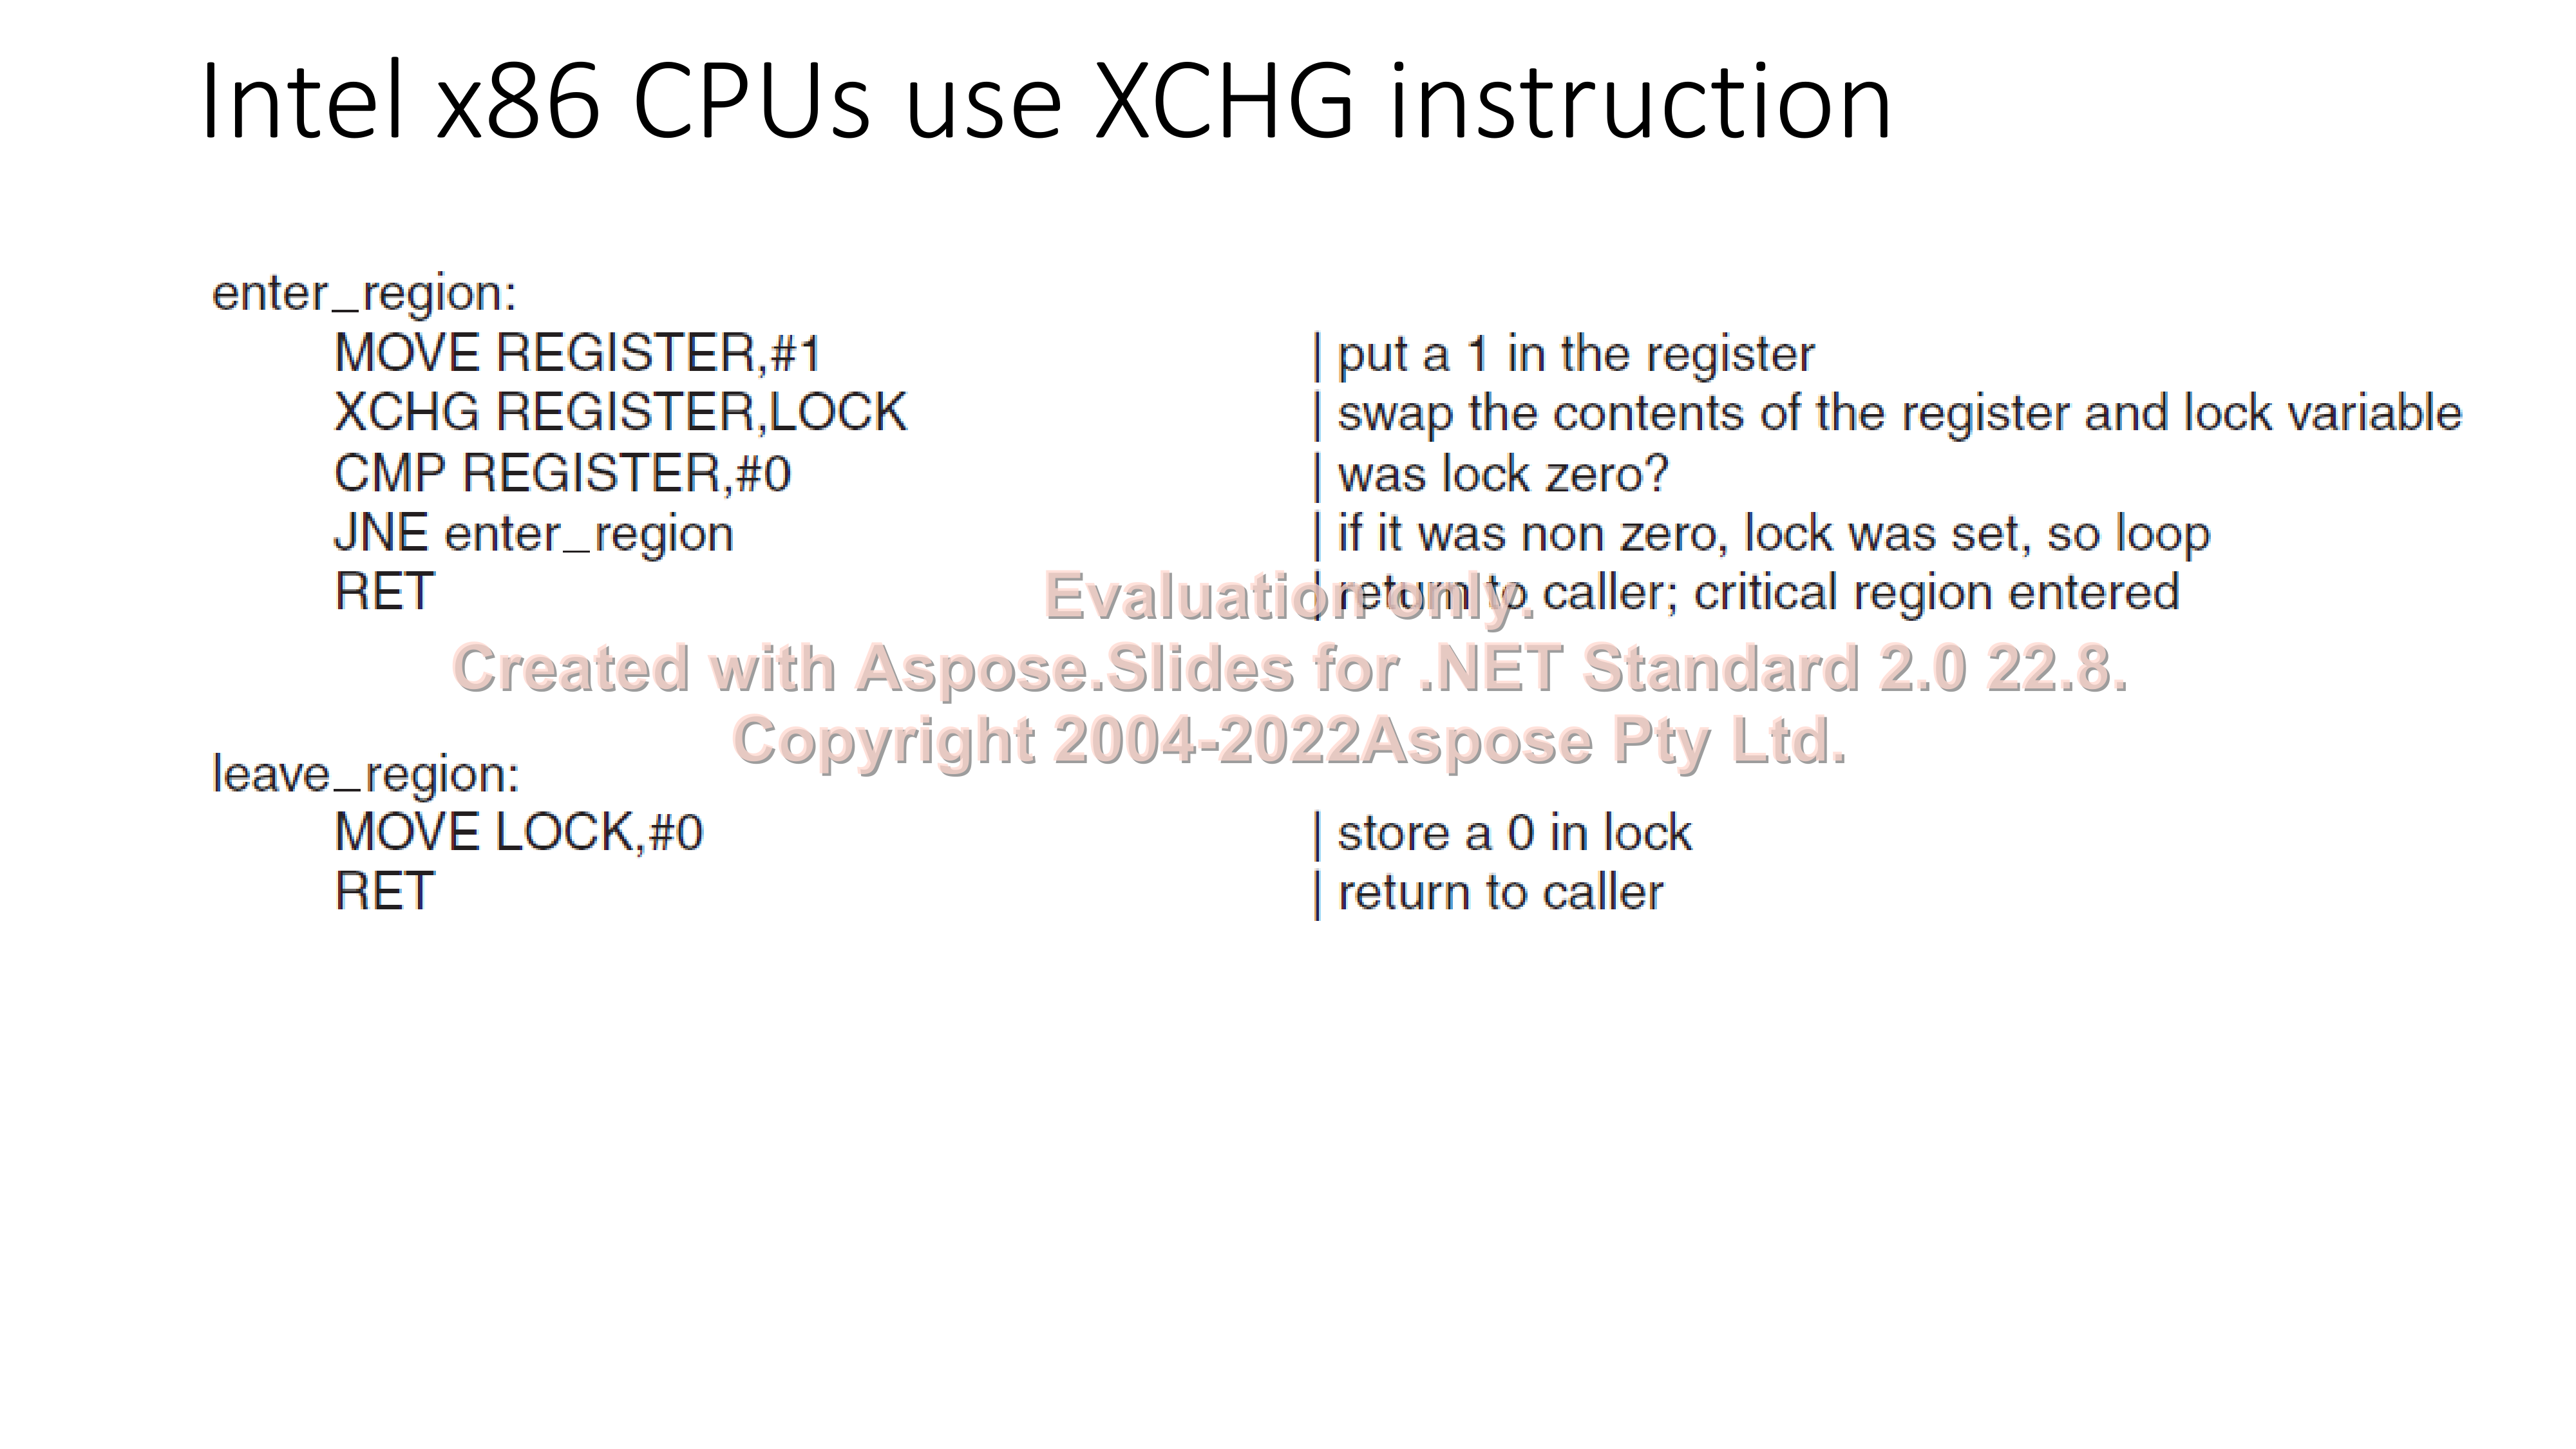 Intel x86 CPUs use XCHG instruction
enter_region:
MOVE REGISTER,#1 | put a 1 in the register
XCHG REGISTER,LOCK | swap the contents of the register and lock variable
CMP REGISTER,#0 | was lock zero?
JNE enter_region | if it was non zero, lock was set, so loop
RET | return to caller; critical region entered
Evaluation only.
Created with Aspose.Slides for .NET Standard 2.0 22.8.
Copyright 2004-2022Aspose Pty Ltd.
leave_region:
MOVE LOCK,#0 | store a 0 in lock
RET | return to caller